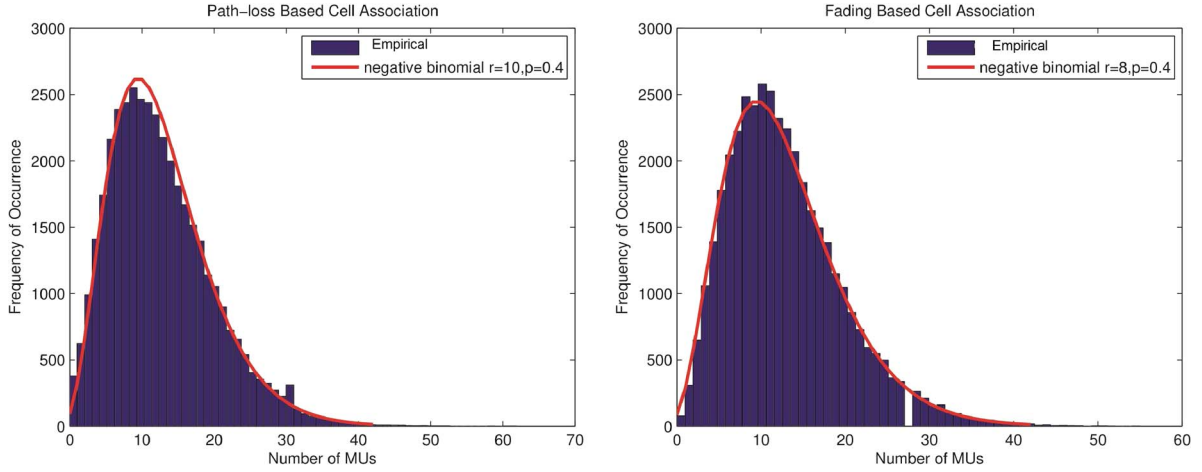 Path-loss Based Cell Association
3000
2500
2000
1500
1000
500
0
Frequency of Occurrence
Empirical
negative binomial r=10,p=0.4
0 10 20 30 40 50 60 70
Number of MUs
Fading Based Cell Association
3000
2500
2000
1500
1000
500
0
Frequency of Occurrence
Empirical
negative binomial r=8,p=0.4
0 10 20 30 40 50 60
Number of MUs